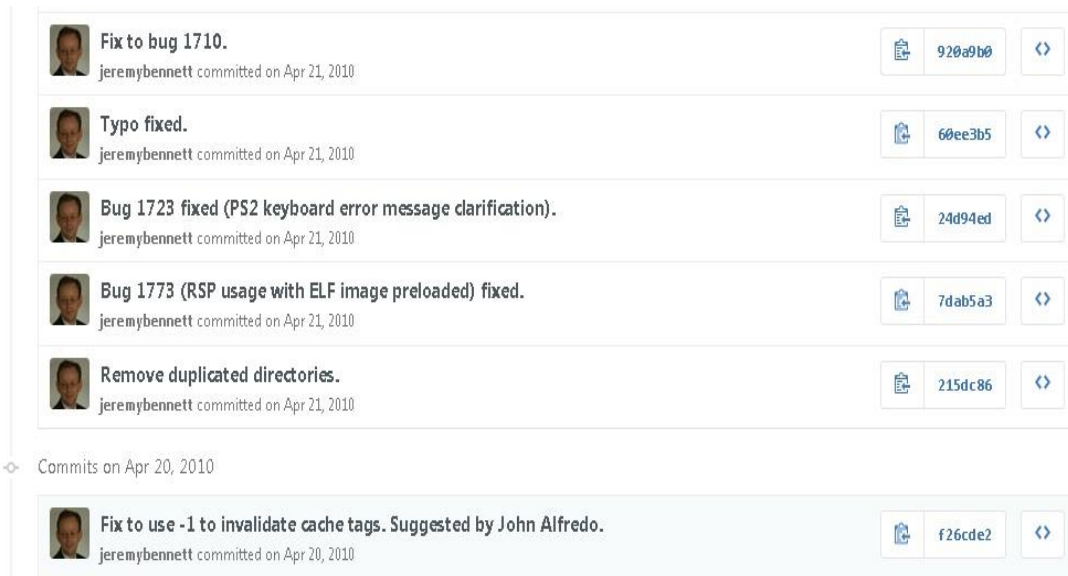 Fix to bug 1710.
920a9b0
jeremybennett committed on Apr 21, 2010
Typo fixed.
60ee3b5
jeremybennett committed on Apr 21, 2010
Bug 1723 fixed (PS2 keyboard error message clarification).
24d94ed
jeremybennett committed on Apr 21, 2010
Bug 1773 (RSP usage with ELF image preloaded) fixed.
7dab5a3
jeremybennett committed on Apr 21, 2010
Remove duplicated directories.
215dc86
jeremybennett committed on Apr 21, 2010
Commits on Apr 20, 2010
Fix to use -1 to invalidate cache tags. Suggested by John Alfredo.
f26cde2
jeremybennett committed on Apr 20, 2010